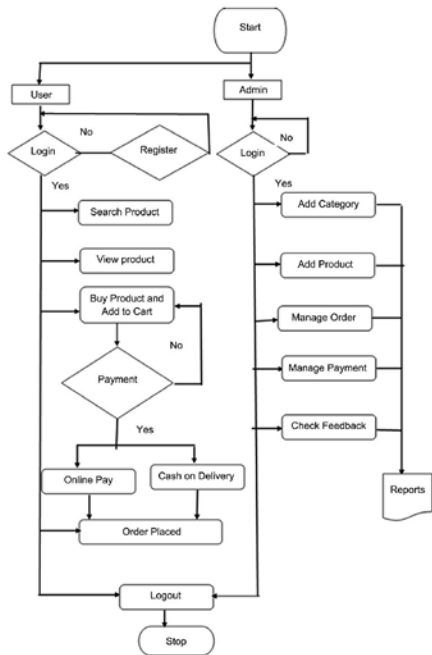 Start
User
Admin
No
Login
Register
Yes
No
Login
Yes
Search Product
View product
Buy Product and
Add to Cart
No
Payment
Yes
Online Pay
Cash on Delivery
Order Placed
Add Category
Add Product
Manage Order
Manage Payment
Check Feedback
Reports
Logout
Stop